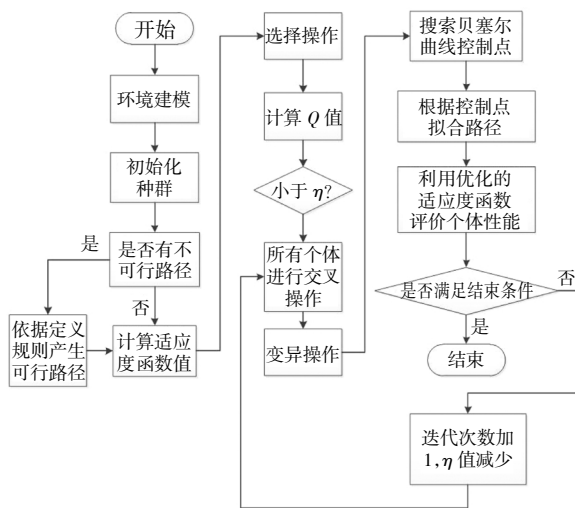 开始
环境建模
初始化
种群
是否有不
可行路径
是
否
依据定义
规则产生
可行路径
计算适应
度函数值
选择操作
计算 Q 值
小于 η?
所有个体
进行交叉
操作
变异操作
搜索贝塞尔
曲线控制点
根据控制点
拟合路径
利用优化的
适应度函数
评价个体性能
是否满足结束条件
否
是
结束
迭代次数加
1,η 值减少